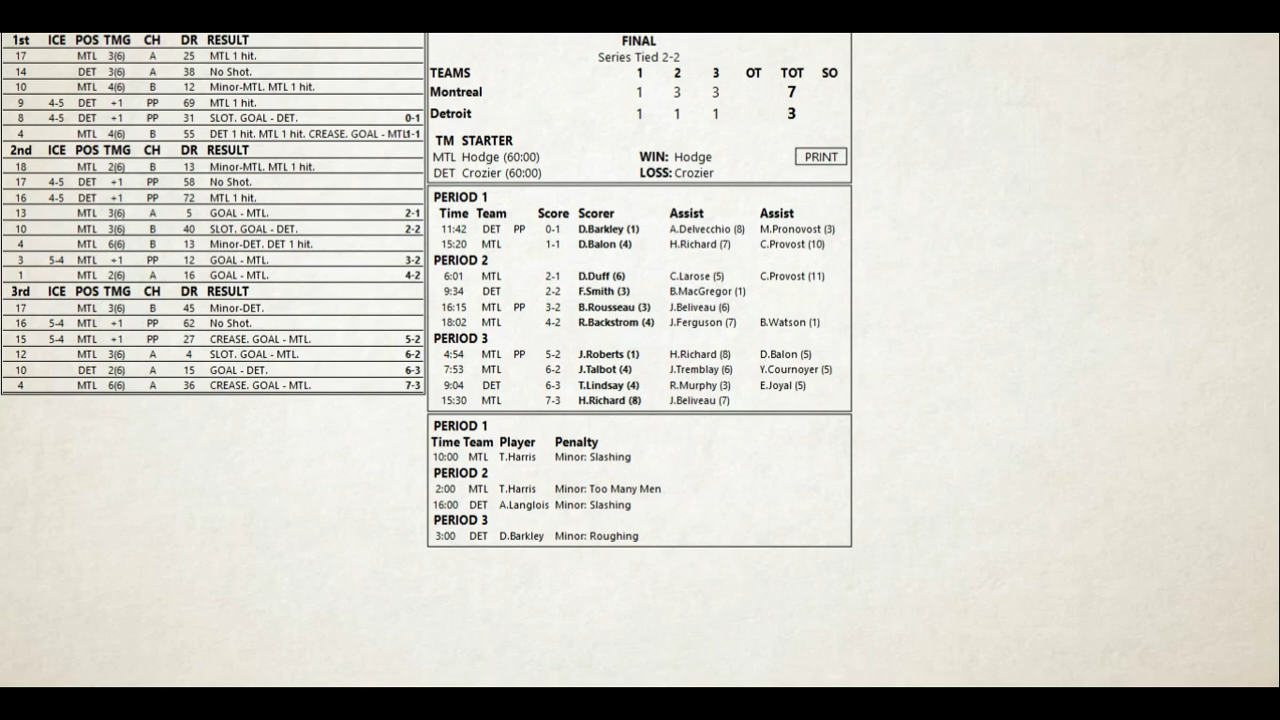 1st ICE POS TMG CH DR RESULT
17 MTL 3(6) A 25 MTL 1 hit.
14 DET 3(6) A 38 No Shot.
10 MTL 4(6) B 12 Minor-MTL. MTL 1 hit.
9 4-5 DET +1 PP 69 MTL 1 hit.
8 4-5 DET +1 PP 31 SLOT. GOAL - DET. 0-1
4 MTL 4(6) B 55 DET 1 hit. MTL 1 hit. CREASE. GOAL - MTL. 1-1
2nd ICE POS TMG CH DR RESULT
18 MTL 2(6) B 13 Minor-MTL. MTL 1 hit.
17 4-5 DET +1 PP 58 No Shot.
16 4-5 DET +1 PP 72 MTL 1 hit.
13 MTL 3(6) A 5 GOAL - MTL. 2-1
10 MTL 3(6) B 40 SLOT. GOAL - DET. 2-2
4 MTL 6(6) B 13 Minor-DET. DET 1 hit.
3 5-4 MTL +1 PP 12 GOAL - MTL. 3-2
1 MTL 2(6) A 16 GOAL - MTL. 4-2
3rd ICE POS TMG CH DR RESULT
17 MTL 3(6) B 45 Minor-DET.
16 5-4 MTL +1 PP 62 No Shot.
15 5-4 MTL +1 PP 27 CREASE. GOAL - MTL. 5-2
12 MTL 3(6) A 4 SLOT. GOAL - MTL. 6-2
10 DET 2(6) A 15 GOAL - DET. 6-3
4 MTL 6(6) A 36 CREASE. GOAL - MTL. 7-3
FINAL
Series Tied 2-2
TEAMS 1 2 3 OT TOT SO
Montreal 1 3 3 7
Detroit 1 1 1 3
TM STARTER
MTL Hodge (60:00) WIN: Hodge PRINT
DET Crozier (60:00) LOSS: Crozier
PERIOD 1
Time Team Score Scorer Assist Assist
11:42 DET PP 0-1 D.Barkley (1) A.Delvecchio (8) M.Pronovost (3)
15:20 MTL 1-1 D.Balon (4) H.Richard (7) C.Provost (10)
PERIOD 2
6:01 MTL 2-1 D.Duff (6) C.Larose (5) C.Provost (11)
9:34 DET 2-2 F.Smith (3) B.MacGregor (1)
16:15 MTL PP 3-2 B.Rousseau (3) J.Beliveau (6)
18:02 MTL 4-2 R.Backstrom (4) J.Ferguson (7) B.Watson (1)
PERIOD 3
4:54 MTL PP 5-2 J.Roberts (1) H.Richard (8) D.Balon (5)
7:53 MTL 6-2 J.Talbot (4) J.Tremblay (6) Y.Cournoyer (5)
9:04 DET 6-3 T.Lindsay (4) R.Murphy (3) E.Joyal (5)
15:30 MTL 7-3 H.Richard (8) J.Beliveau (7)
PERIOD 1
Time Team Player Penalty
10:00 MTL T.Harris Minor: Slashing
PERIOD 2
2:00 MTL T.Harris Minor: Too Many Men
16:00 DET A.Langlois Minor: Slashing
PERIOD 3
3:00 DET D.Barkley Minor: Roughing